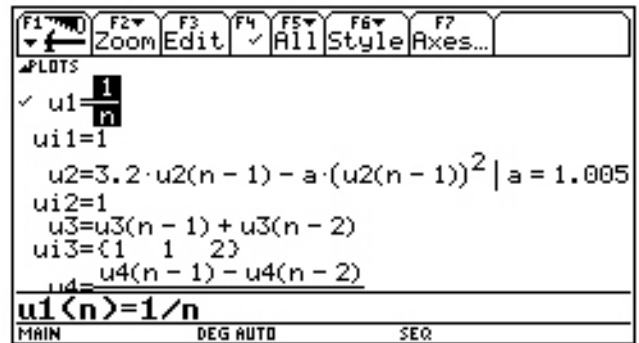 F1 F2 Zoom F3 Edit F4 ✓ F5 All F6 Style F7 Axes...
PLOTS
✓ u1=1/n
ui1=1
u2=3.2·u2(n - 1) - a·(u2(n - 1))² | a = 1.005
ui2=1
u3=u3(n - 1) + u3(n - 2)
ui3={1 1 2}
u4= u4(n - 1) - u4(n - 2)
u1(n)=1/n
MAIN DEG AUTO SEQ